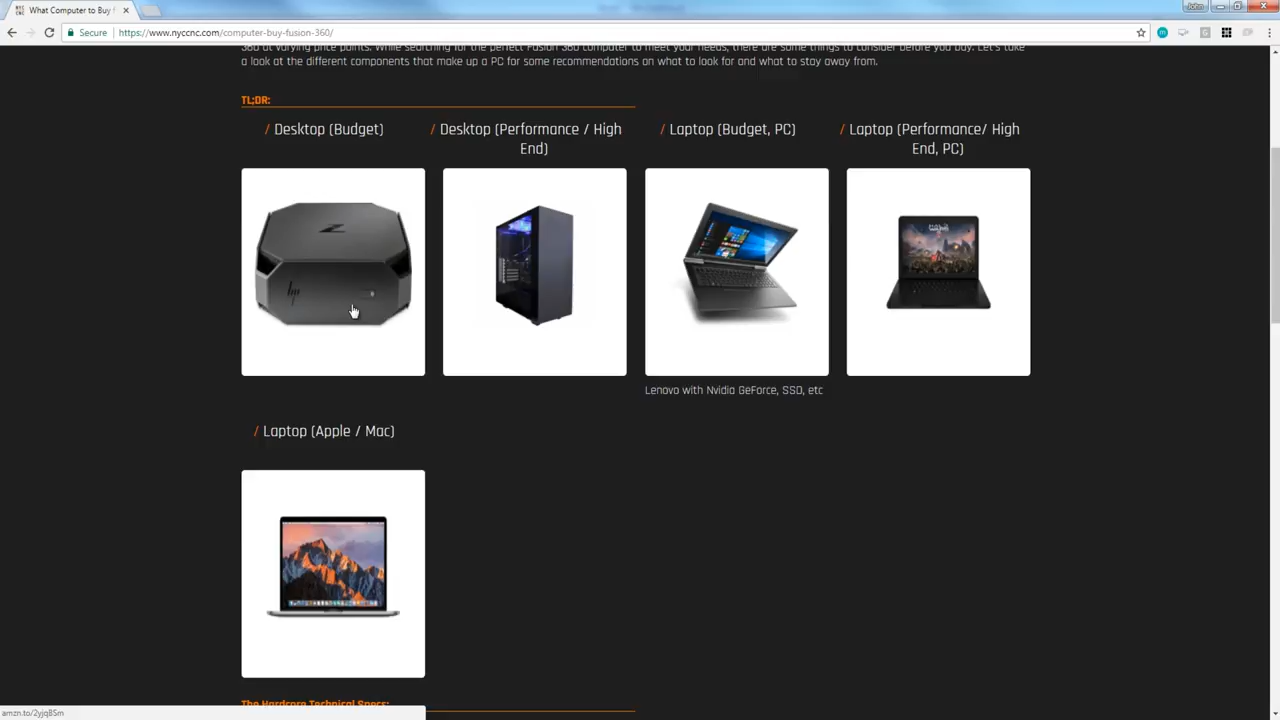 What Computer to Buy f
John
Secure
https://www.nyccnc.com/computer-buy-fusion-360/
360 at varying price points. While searching for the perfect Fusion 360 computer to meet your needs, there are some things to consider before you buy. Let's take
a look at the different components that make up a PC for some recommendations on what to look for and what to stay away from.
TL;DR:
/ Desktop (Budget)
/ Desktop (Performance / High
End)
/ Laptop (Budget, PC)
/ Laptop (Performance/ High
End, PC)
hp
Lenovo with Nvidia GeForce, SSD, etc
/ Laptop (Apple / Mac)
The Hardcore Technical Specs:
amzn.to/2yjqBSm